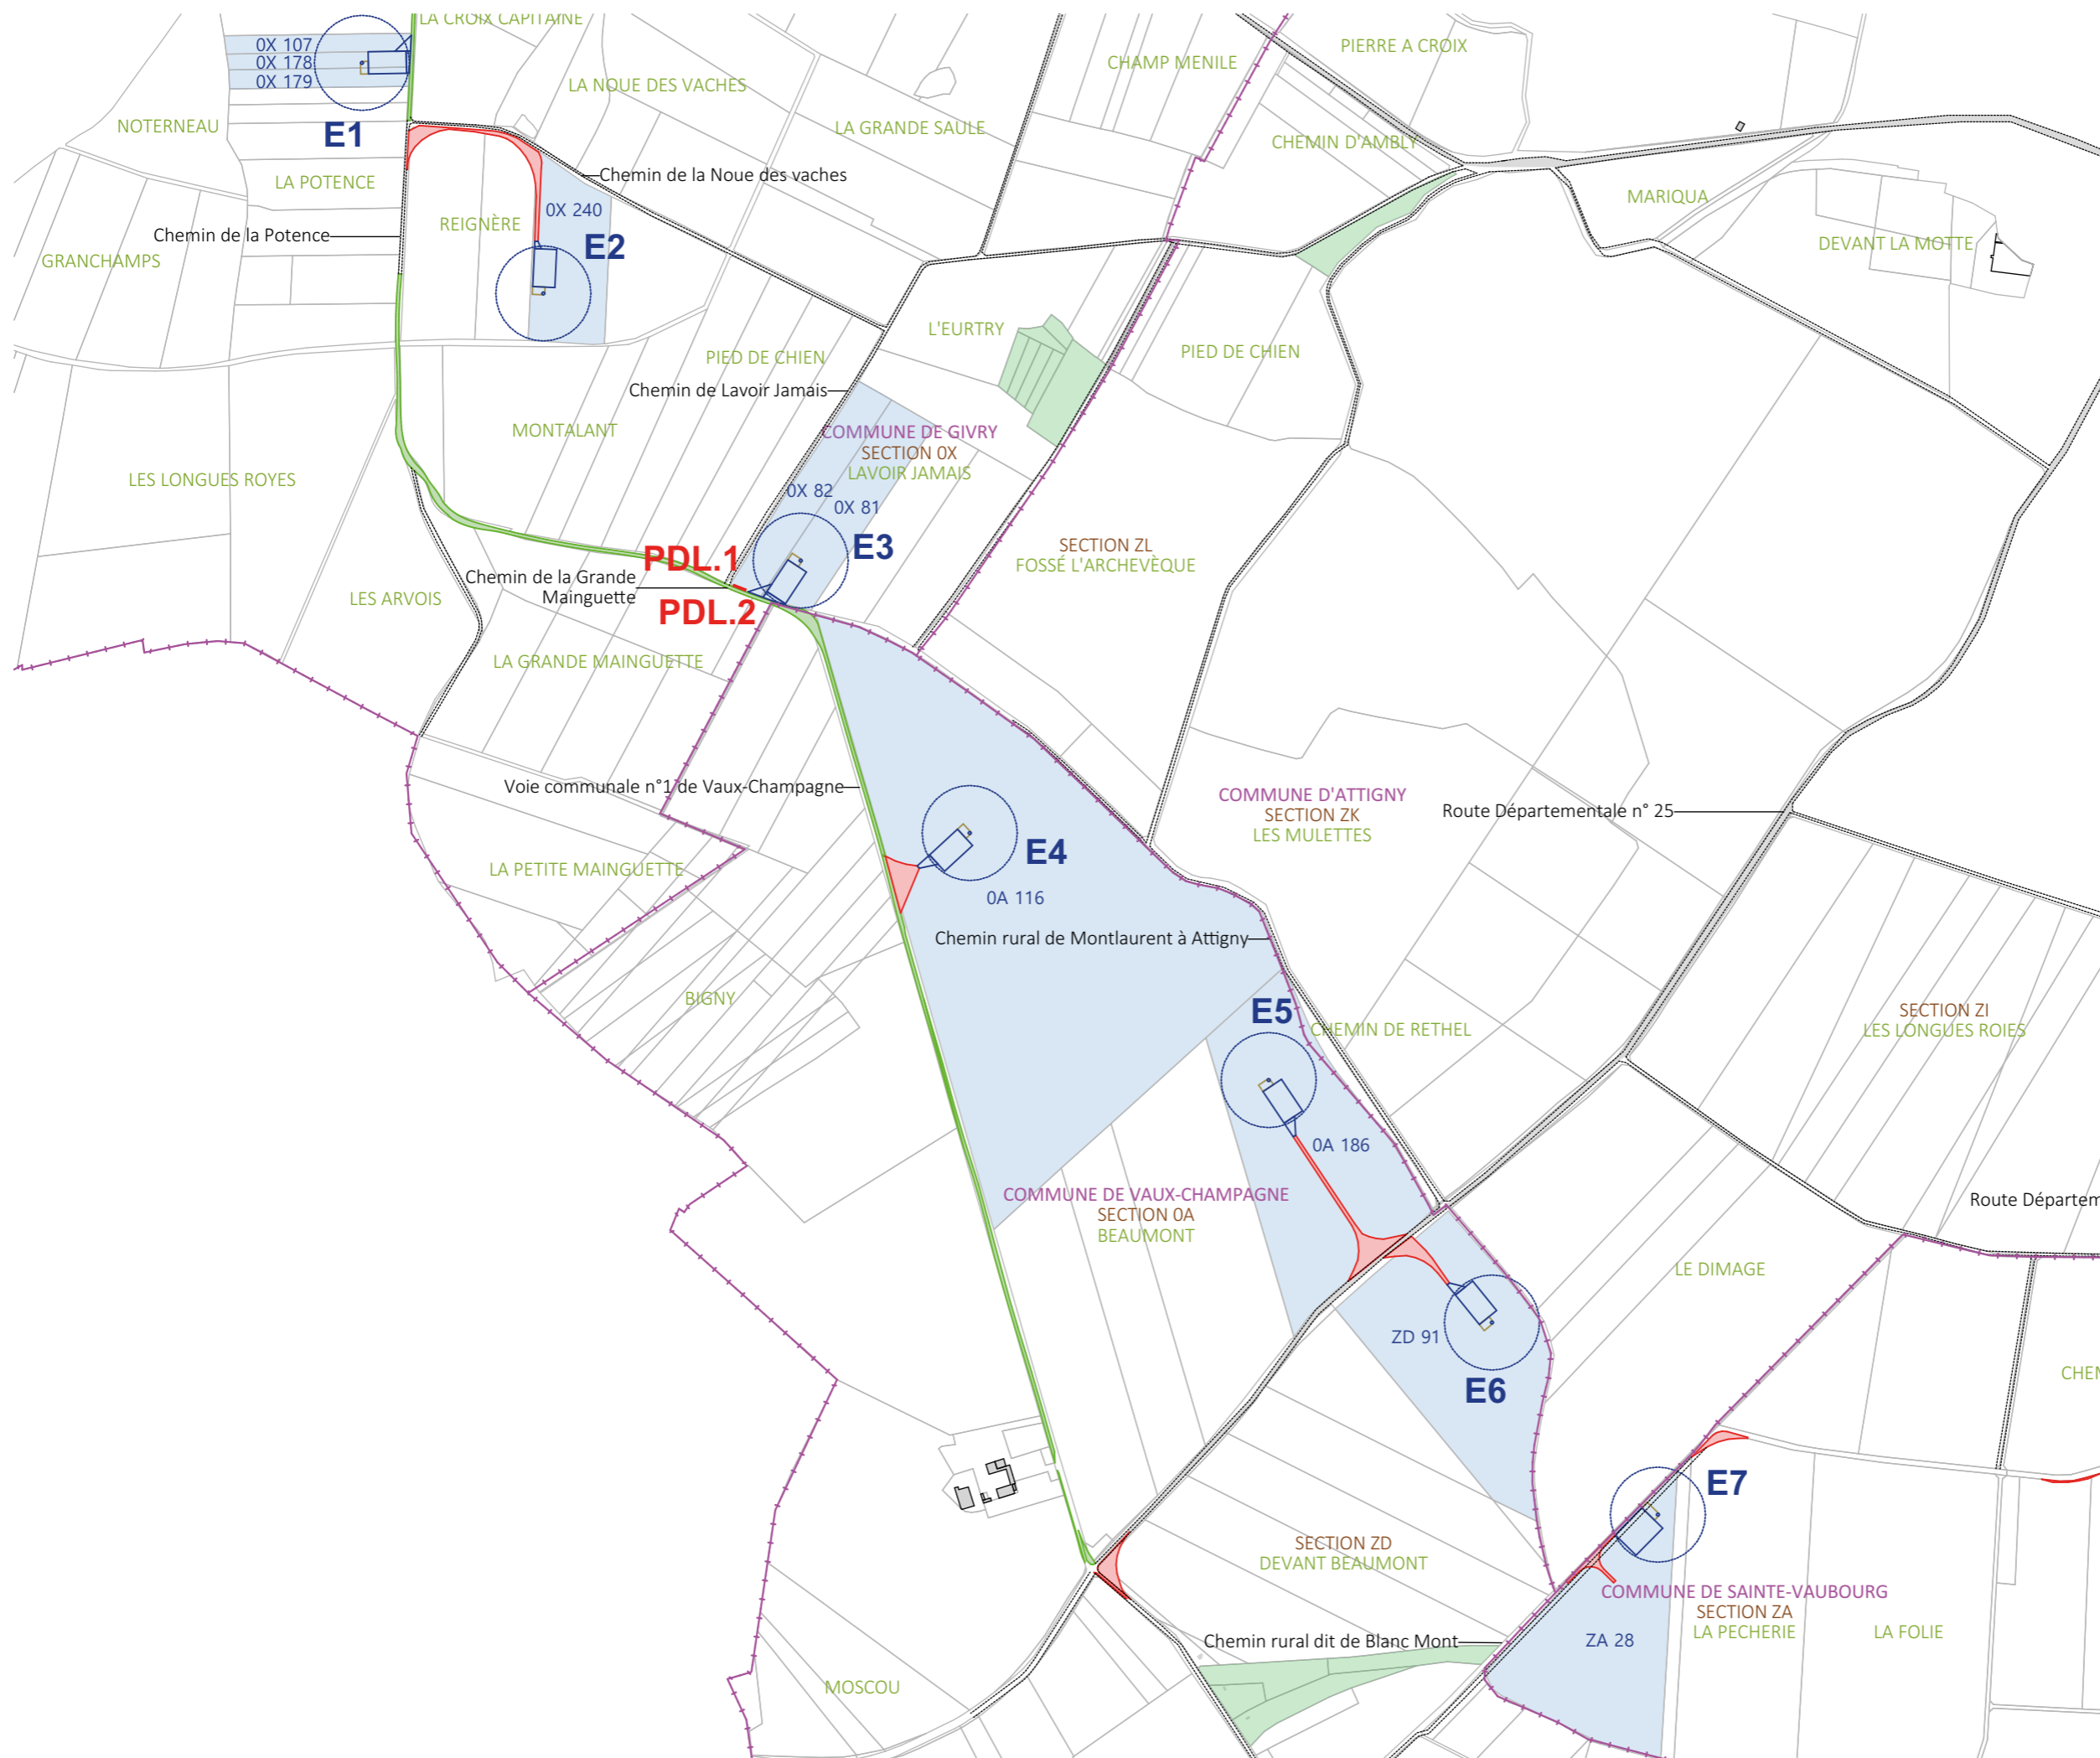 LA CROIX CAPITAINE
0X 107
0X 178
0X 179
PIERRE A CROIX
CHAMP MENILE
LA NOUE DES VACHES
NOTERNEAU
E1
LA GRANDE SAULE
CHEMIN D'AMBLY
Chemin de la Noue des vaches
LA POTENCE
MARIQUA
0X 240
REIGNÈRE
Chemin de la Potence
E2
DEVANT LA MOTTE
GRANCHAMPS
L'EURTRY
PIED DE CHIEN
PIED DE CHIEN
Chemin de Lavoir Jamais
MONTALANT
COMMUNE DE GIVRY
SECTION 0X
LAVOIR JAMAIS
LES LONGUES ROYES
0X 82
0X 81
E3
SECTION ZL
FOSSÉ L'ARCHEVÈQUE
PDL.1
Chemin de la Grande
Mainguette
LES ARVOIS
PDL.2
LA GRANDE MAINGUETTE
Voie communale n°1 de Vaux-Champagne
COMMUNE D'ATTIGNY
SECTION ZK
LES MULETTES
Route Départementale n° 25
E4
LA PETITE MAINGUETTE
0A 116
Chemin rural de Montlaurent à Attigny
BIGNY
E5
SECTION ZI
LES LONGUES ROIES
CHEMIN DE RETHEL
0A 186
COMMUNE DE VAUX-CHAMPAGNE
SECTION 0A
BEAUMONT
Route Départem
LE DIMAGE
ZD 91
E6
CHEM
E7
SECTION ZD
DEVANT BEAUMONT
COMMUNE DE SAINTE-VAUBOURG
SECTION ZA
LA PECHERIE
LA FOLIE
Chemin rural dit de Blanc Mont
ZA 28
MOSCOU